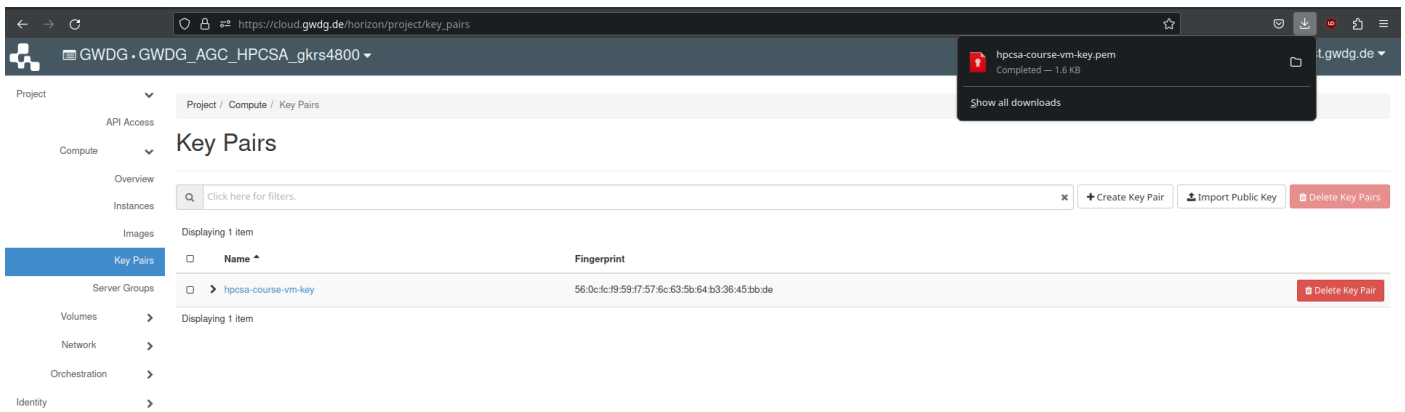 https://cloud.gwdg.de/horizon/project/key_pairs
GWDG • GWDG_AGC_HPCSA_gkrs4800
t.gwdg.de
hpcsa-course-vm-key.pem
Completed — 1.6 KB
Show all downloads
Project
API Access
Compute
Overview
Instances
Images
Key Pairs
Server Groups
Volumes
Network
Orchestration
Identity
Project / Compute / Key Pairs
Key Pairs
Click here for filters.
Create Key Pair
Import Public Key
Delete Key Pairs
Displaying 1 item
Name
Fingerprint
hpcsa-course-vm-key
56:0c:fc:f9:59:f7:57:6c:63:5b:64:b3:36:45:bb:de
Delete Key Pair
Displaying 1 item